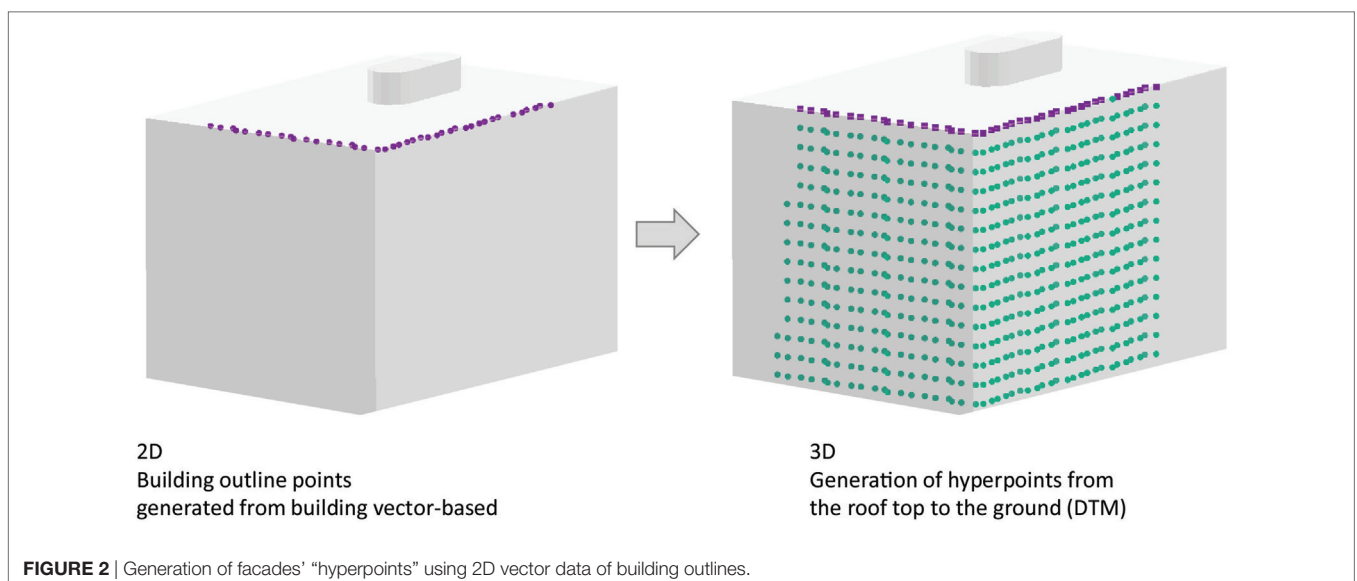 2D
Building outline points
generated from building vector-based
3D
Generation of hyperpoints from
the roof top to the ground (DTM)
FIGURE 2 | Generation of facades’ “hyperpoints” using 2D vector data of building outlines.